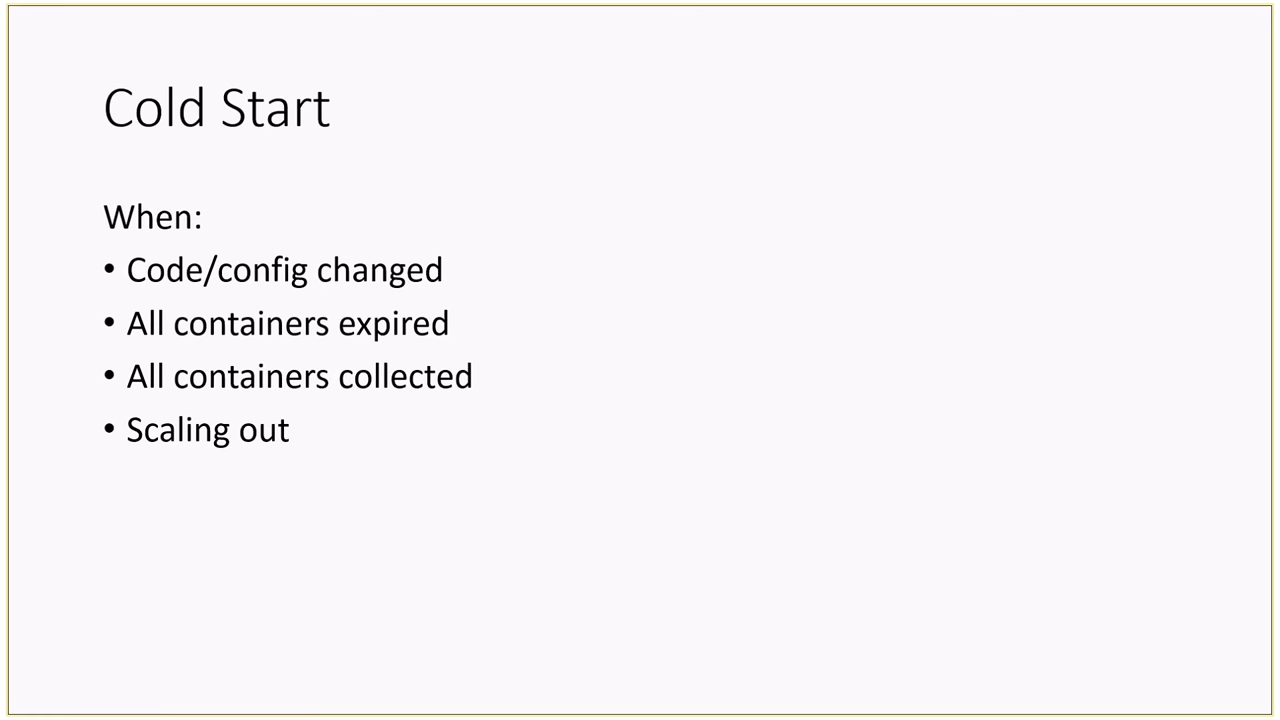 Cold Start
When:
• Code/config changed
• All containers expired
• All containers collected
• Scaling out